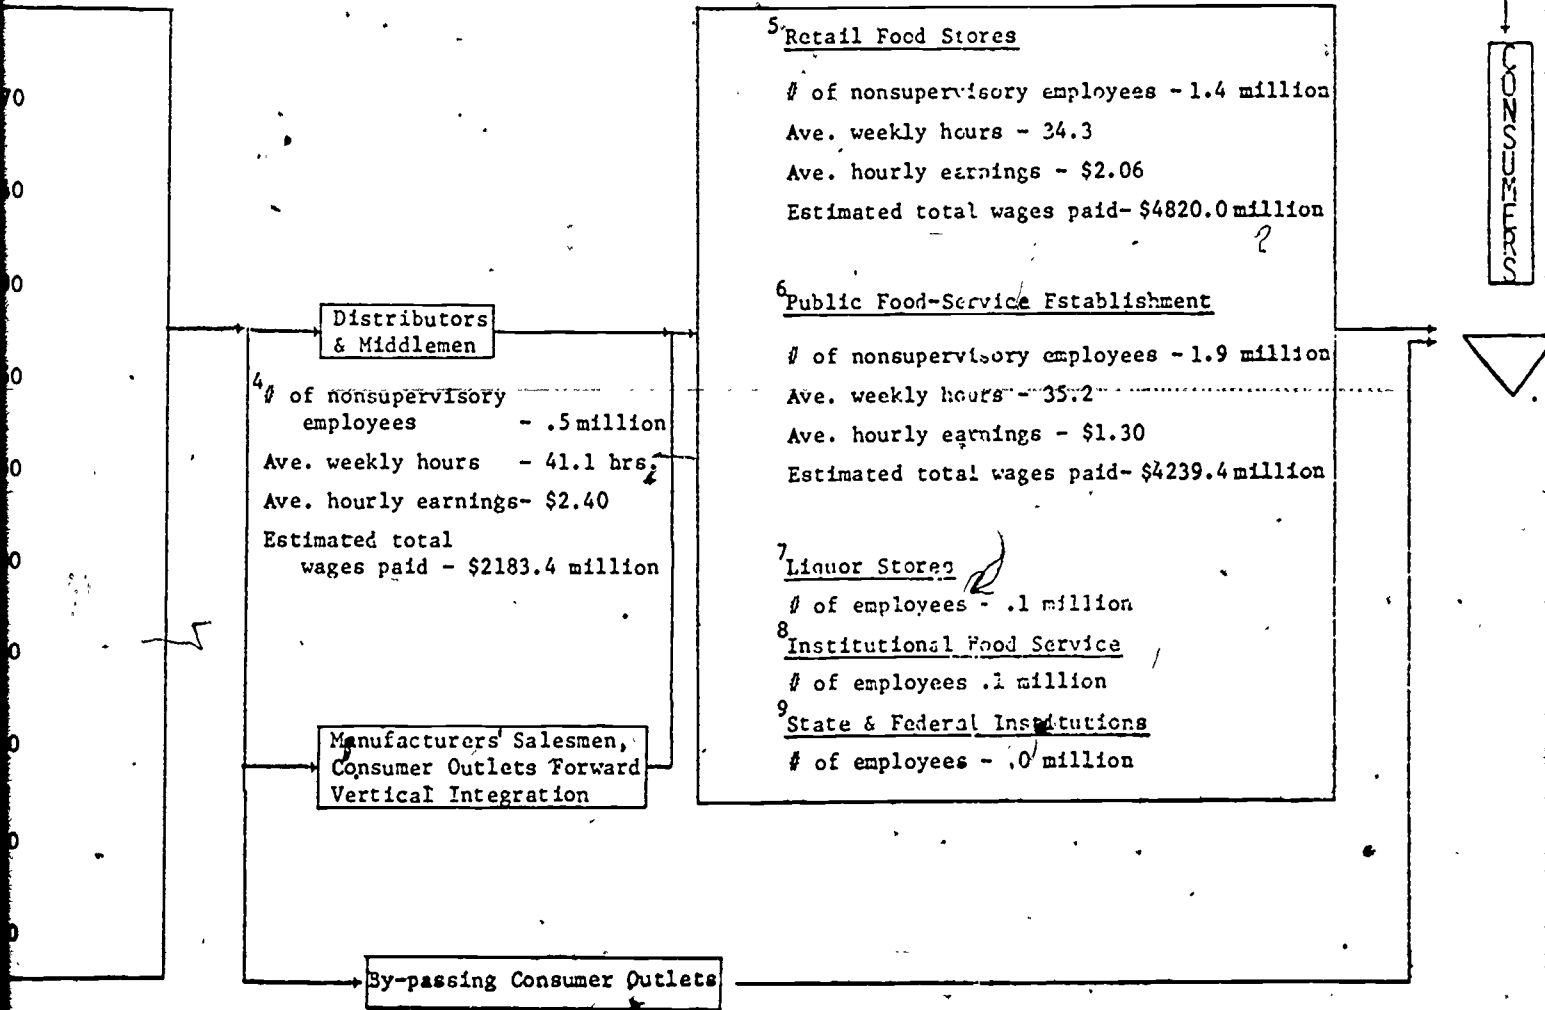 70
Distributors
& Middlemen
4
# of nonsupervisory
employees - .5 million
Ave. weekly hours - 41.1 hrs.
Ave. hourly earnings- $2.40
Estimated total
wages paid - $2183.4 million
Manufacturers' Salesmen,
Consumer Outlets Forward
Vertical Integration
By-passing Consumer Outlets
5 Retail Food Stores
# of nonsupervisory employees - 1.4 million
Ave. weekly hours - 34.3
Ave. hourly earnings - $2.06
Estimated total wages paid- $4820.0 million
?
6 Public Food-Service Establishment
# of nonsupervisory employees - 1.9 million
Ave. weekly hours - 35.2
Ave. hourly earnings - $1.30
Estimated total wages paid- $4239.4 million
7 Liquor Stores
# of employees - .1 million
8 Institutional Food Service
# of employees .1 million
9 State & Federal Institutions
# of employees - .0 million
CONSUMERS